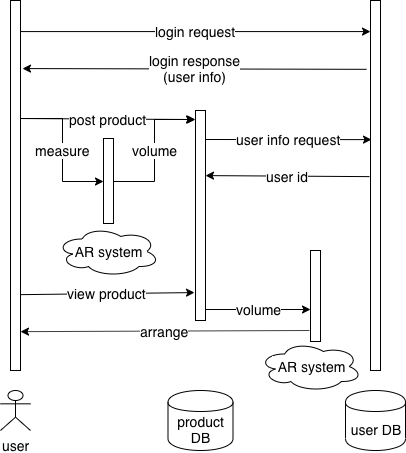 login request
login response
(user info)
post product
user info request
measure
volume
user id
AR system
view product
volume
arrange
AR system
user
product
DB
user DB